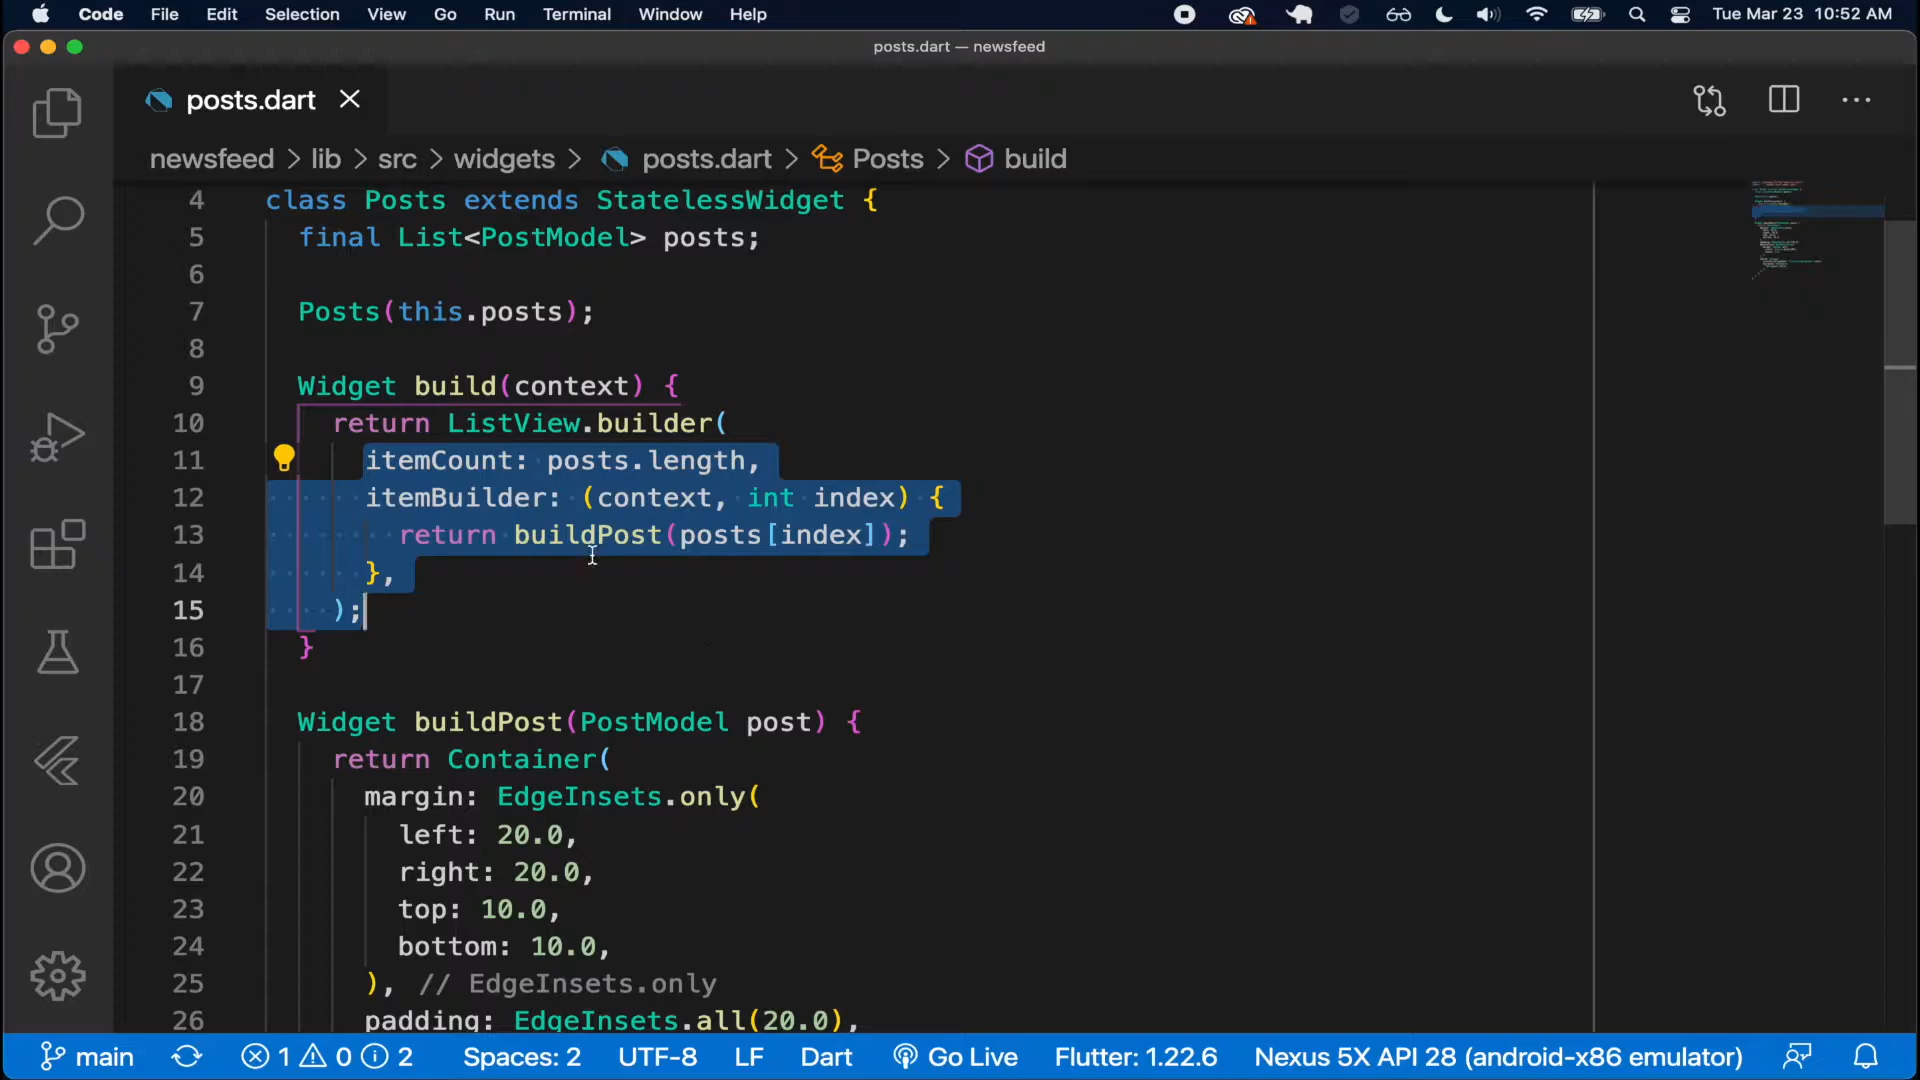 Code File Edit Selection View Go Run Terminal Window Help Tue Mar 23 10:52 AM
posts.dart — newsfeed
posts.dart
newsfeed > lib > src > widgets > posts.dart > Posts > build
4 class Posts extends StatelessWidget {
5 final List<PostModel> posts;
6
7 Posts(this.posts);
8
9 Widget build(context) {
10 return ListView.builder(
11 itemCount: posts.length,
12 itemBuilder: (context, int index) {
13 return buildPost(posts[index]);
14 },
15 );
16 }
17
18 Widget buildPost(PostModel post) {
19 return Container(
20 margin: EdgeInsets.only(
21 left: 20.0,
22 right: 20.0,
23 top: 10.0,
24 bottom: 10.0,
25 ), // EdgeInsets.only
26 padding: EdgeInsets.all(20.0),
main 1 0 2 Spaces: 2 UTF-8 LF Dart Go Live Flutter: 1.22.6 Nexus 5X API 28 (android-x86 emulator)